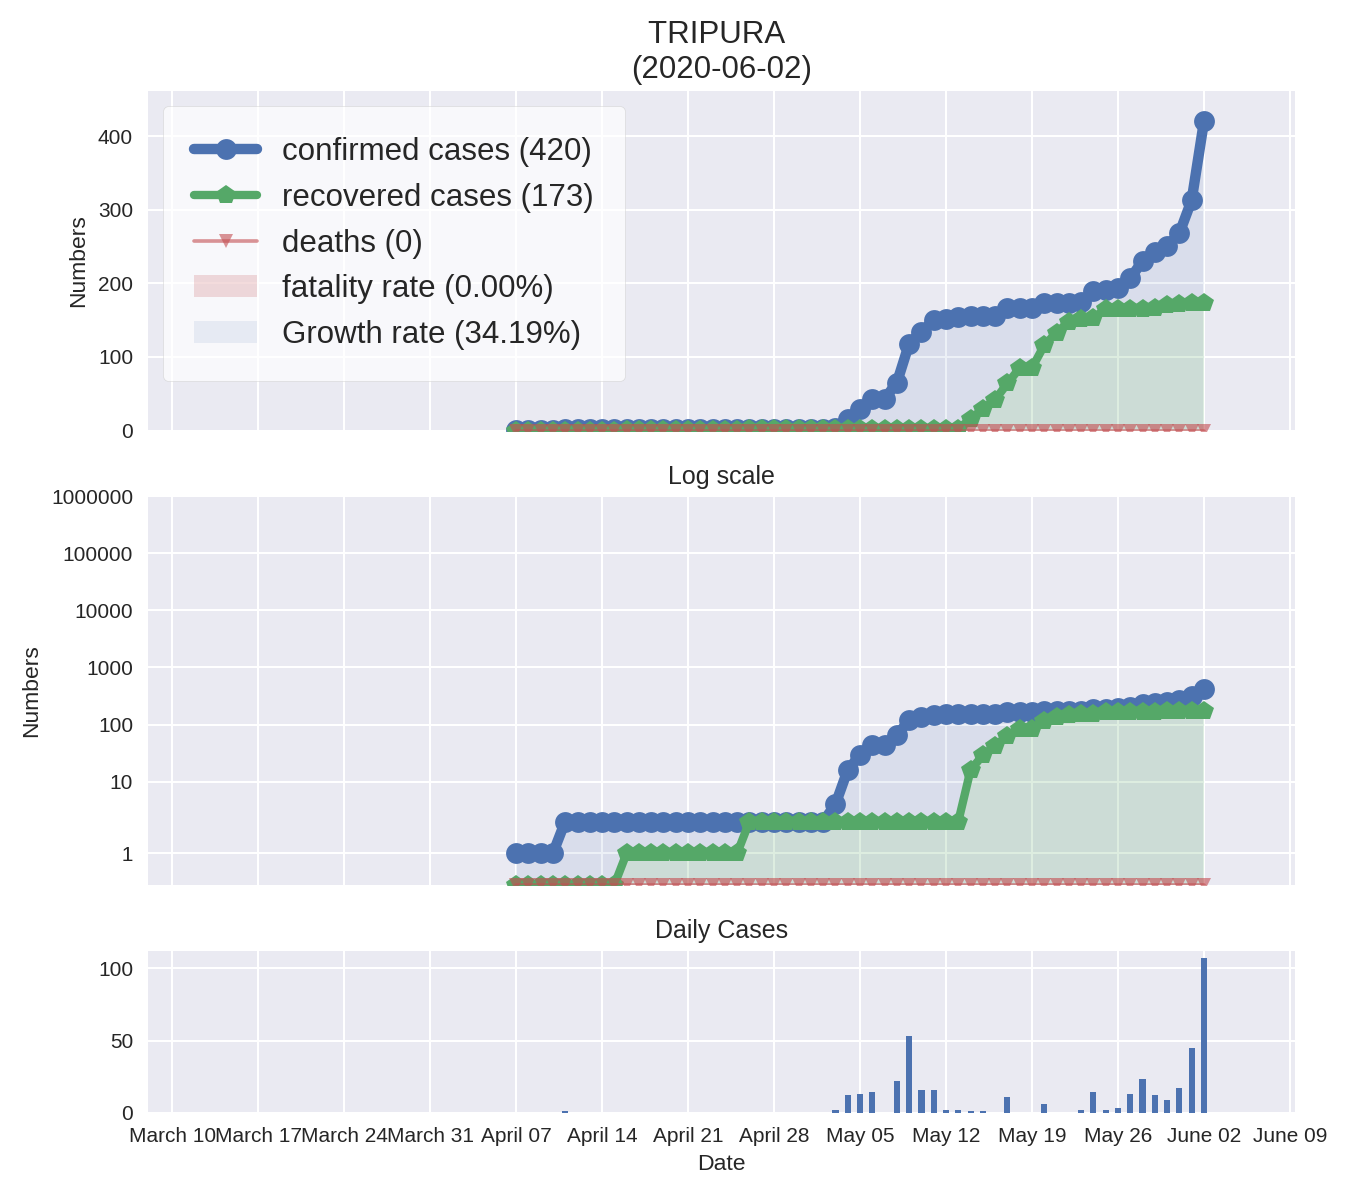 TRIPURA
(2020-06-02)
Numbers
400
300
200
100
0
confirmed cases (420)
recovered cases (173)
deaths (0)
fatality rate (0.00%)
Growth rate (34.19%)
Log scale
Numbers
1000000
100000
10000
1000
100
10
1
Daily Cases
100
50
0
March 10 March 17 March 24 March 31 April 07 April 14 April 21 April 28 May 05 May 12 May 19 May 26 June 02 June 09
Date